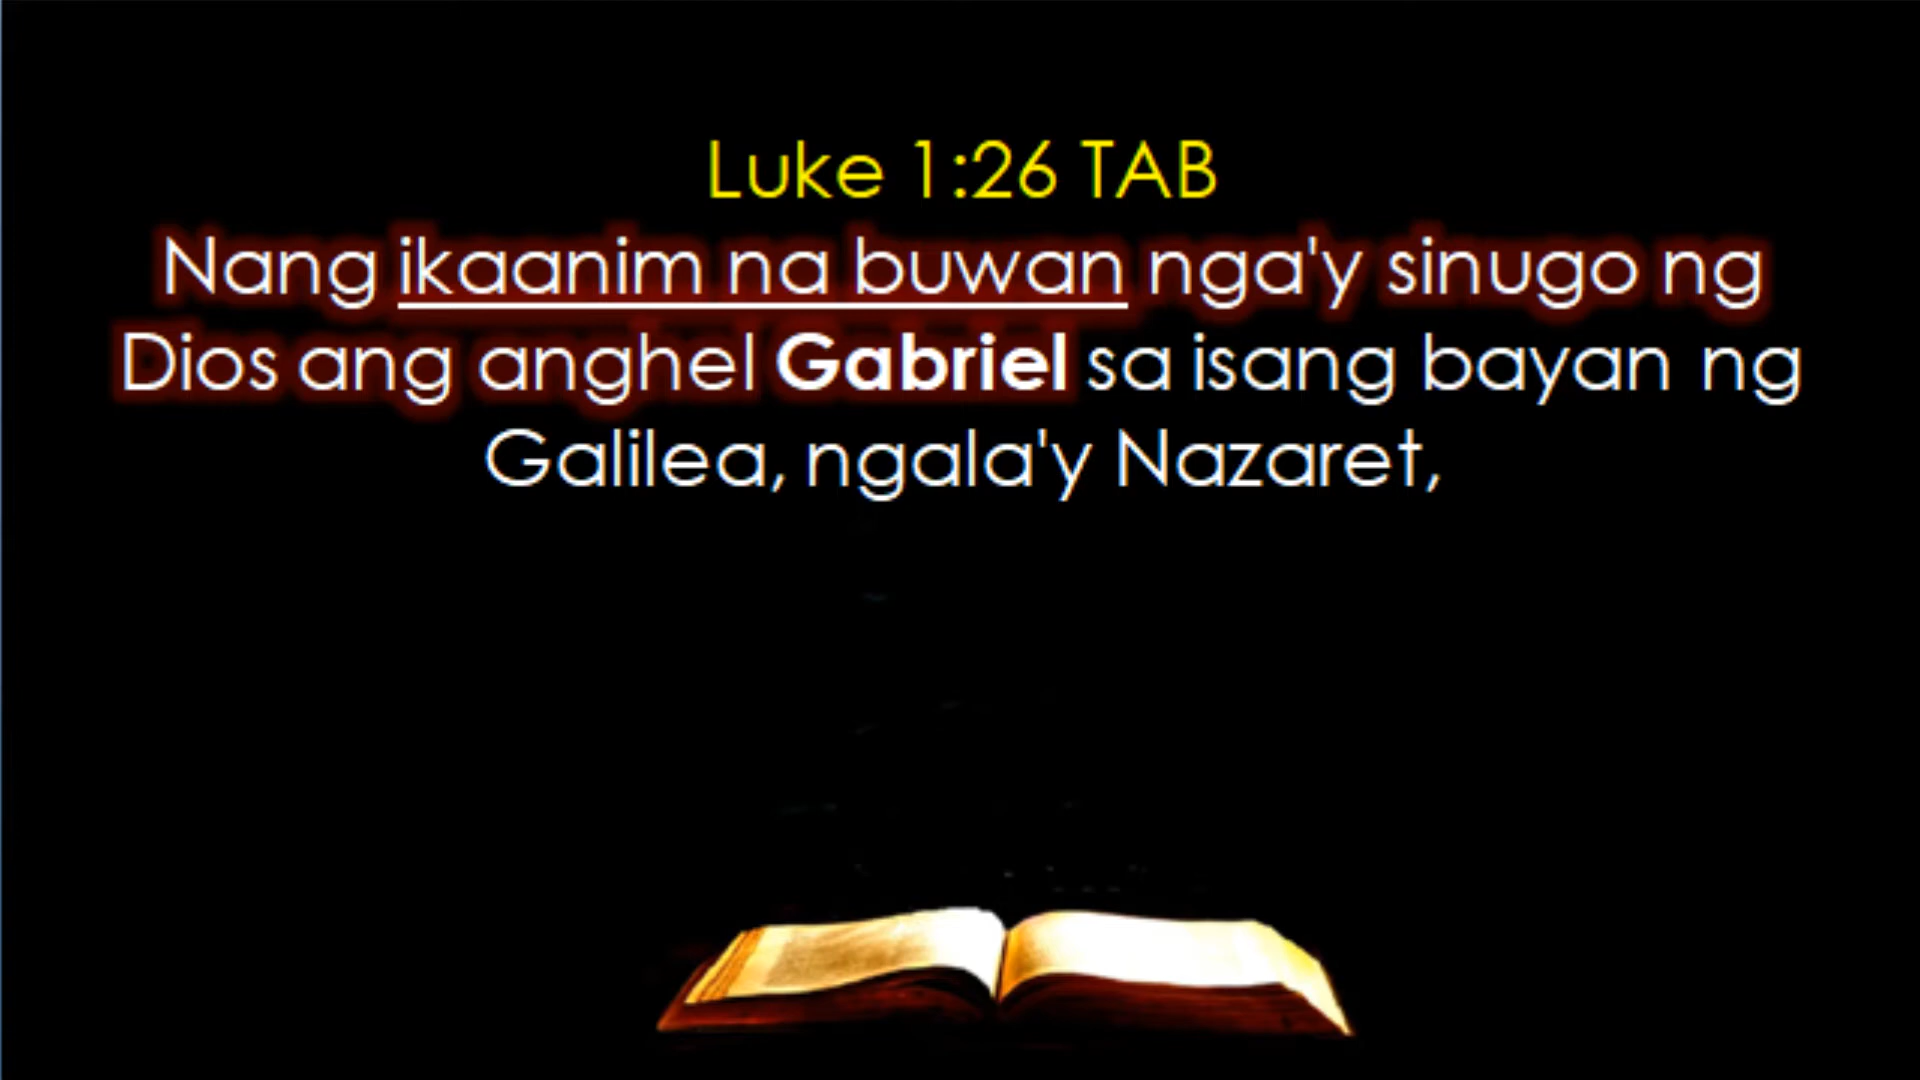 Luke 1:26 TAB
Nang ikaanim na buwan nga'y sinugo ng
Dios ang anghel Gabriel sa isang bayan ng
Galilea, ngala'y Nazaret,